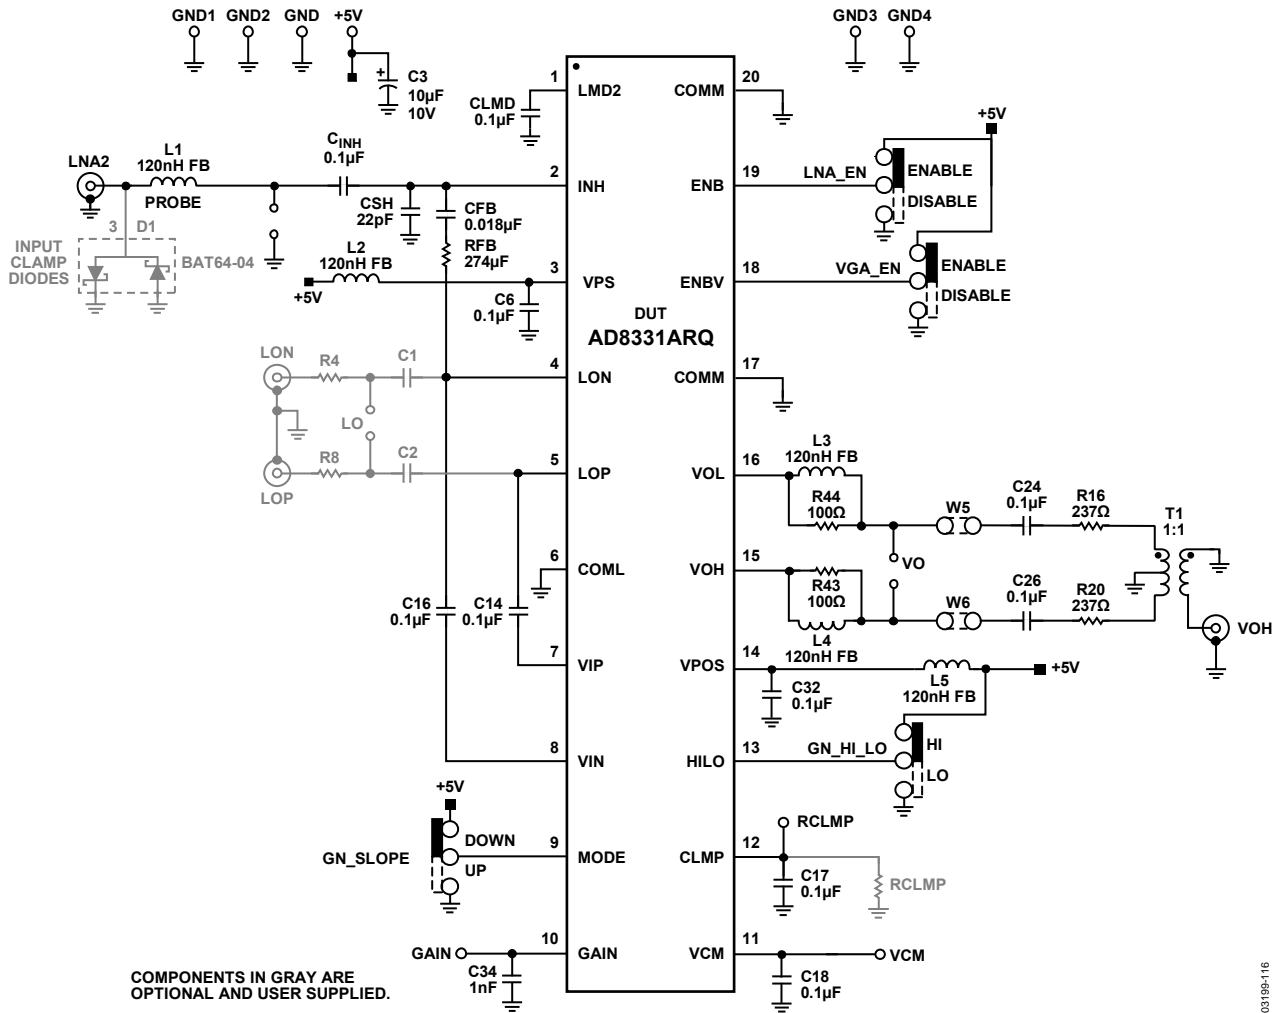 GND1 GND2 GND +5V
GND3 GND4
C3
10µF
10V
+
CLMD
0.1µF
1
LMD2
COMM
20
+5V
LNA2
L1
120nH FB
PROBE
CINH
0.1µF
2
INH
ENB
19
LNA_EN
ENABLE
DISABLE
CSH
22pF
CFB
0.018µF
RFB
274µF
3 D1
INPUT
CLAMP
DIODES
BAT64-04
L2
120nH FB
+5V
C6
0.1µF
3
VPS
ENBV
18
VGA_EN
ENABLE
DISABLE
DUT
AD8331ARQ
LON
R4
C1
4
LON
COMM
17
LO
R8
C2
LOP
5
LOP
VOL
16
L3
120nH FB
R44
100Ω
W5
C24
0.1µF
R16
237Ω
T1
1:1
VO
6
COML
VOH
15
R43
100Ω
L4
120nH FB
W6
C26
0.1µF
R20
237Ω
VOH
C16
0.1µF
C14
0.1µF
7
VIP
VPOS
14
C32
0.1µF
L5
120nH FB
+5V
8
VIN
HILO
13
GN_HI_LO
HI
LO
+5V
GN_SLOPE
DOWN
UP
9
MODE
CLMP
12
RCLMP
C17
0.1µF
RCLMP
GAIN
10
GAIN
C34
1nF
VCM
11
VCM
C18
0.1µF
COMPONENTS IN GRAY ARE
OPTIONAL AND USER SUPPLIED.
03199-116